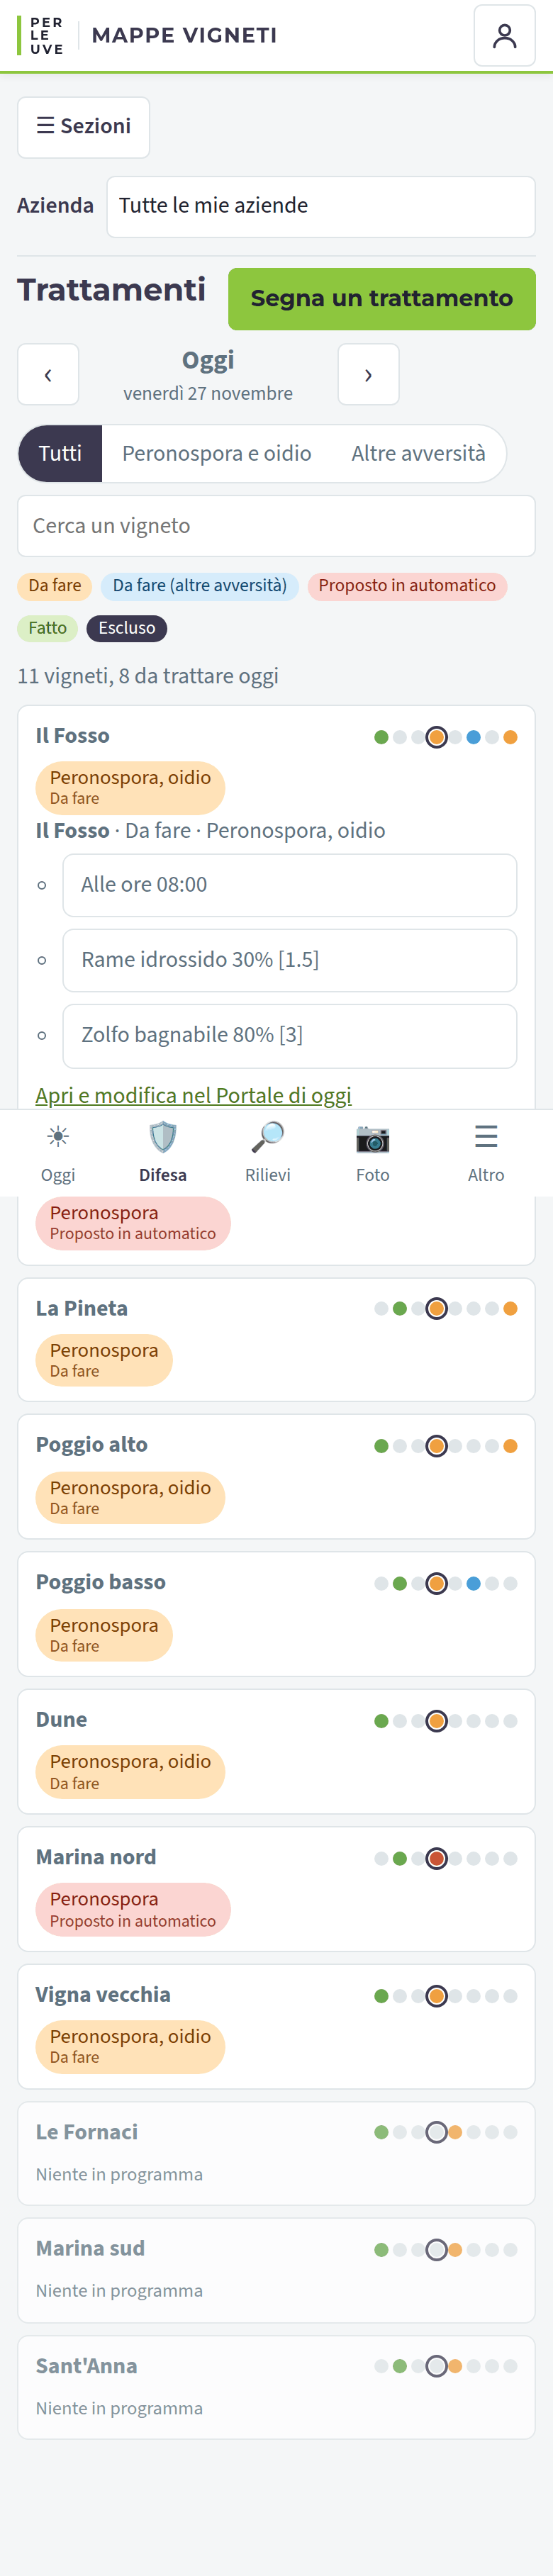 PER
LE
UVE
MAPPE VIGNETI
☰ Sezioni
Azienda
Tutte le mie aziende
Trattamenti
Segna un trattamento
‹
Oggi
venerdì 27 novembre
›
Tutti
Peronospora e oidio
Altre avversità
Cerca un vigneto
Da fare
Da fare (altre avversità)
Proposto in automatico
Fatto
Escluso
11 vigneti, 8 da trattare oggi
Il Fosso
Peronospora, oidio
Da fare
Il Fosso · Da fare · Peronospora, oidio
Alle ore 08:00
Rame idrossido 30% [1.5]
Zolfo bagnabile 80% [3]
Apri e modifica nel Portale di oggi
Oggi
Difesa
Rilievi
Foto
Altro
Peronospora
Proposto in automatico
La Pineta
Peronospora
Da fare
Poggio alto
Peronospora, oidio
Da fare
Poggio basso
Peronospora
Da fare
Dune
Peronospora, oidio
Da fare
Marina nord
Peronospora
Proposto in automatico
Vigna vecchia
Peronospora, oidio
Da fare
Le Fornaci
Niente in programma
Marina sud
Niente in programma
Sant'Anna
Niente in programma